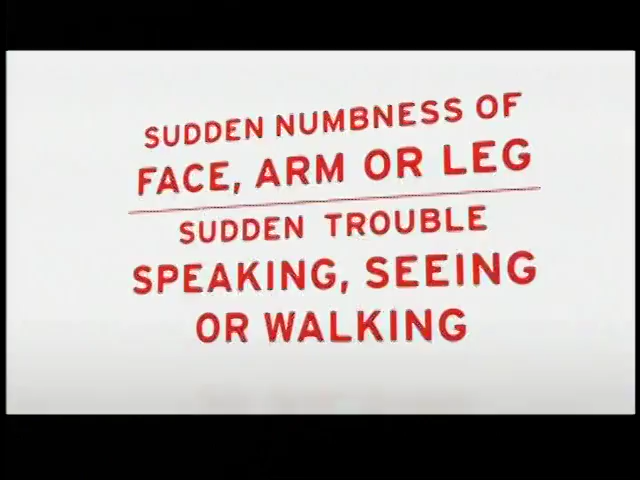 SUDDEN NUMBNESS OF
FACE, ARM OR LEG
SUDDEN TROUBLE
SPEAKING, SEEING
OR WALKING